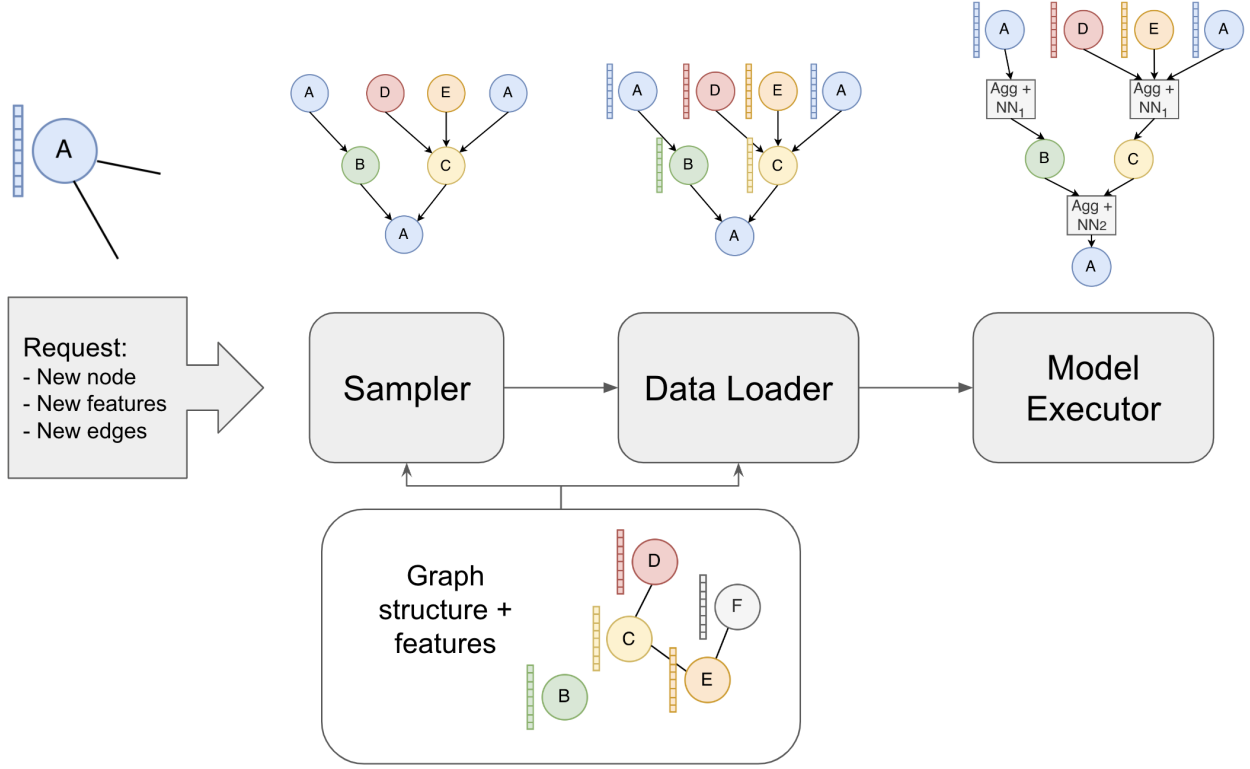 A
A
D
E
A
B
C
A
A
D
E
A
B
C
A
A
D
E
A
Agg +
NN1
Agg +
NN1
B
C
Agg +
NN2
A
Request:
- New node
- New features
- New edges
Sampler
Data Loader
Model
Executor
Graph
structure +
features
D
F
C
E
B